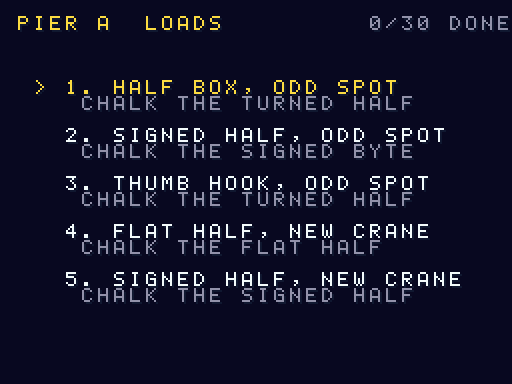 PIER A  LOADS 0/30 DONE
> 1. HALF BOX, ODD SPOT
CHALK THE TURNED HALF
2. SIGNED HALF, ODD SPOT
CHALK THE SIGNED BYTE
3. THUMB HOOK, ODD SPOT
CHALK THE TURNED HALF
4. FLAT HALF, NEW CRANE
CHALK THE FLAT HALF
5. SIGNED HALF, NEW CRANE
CHALK THE SIGNED HALF